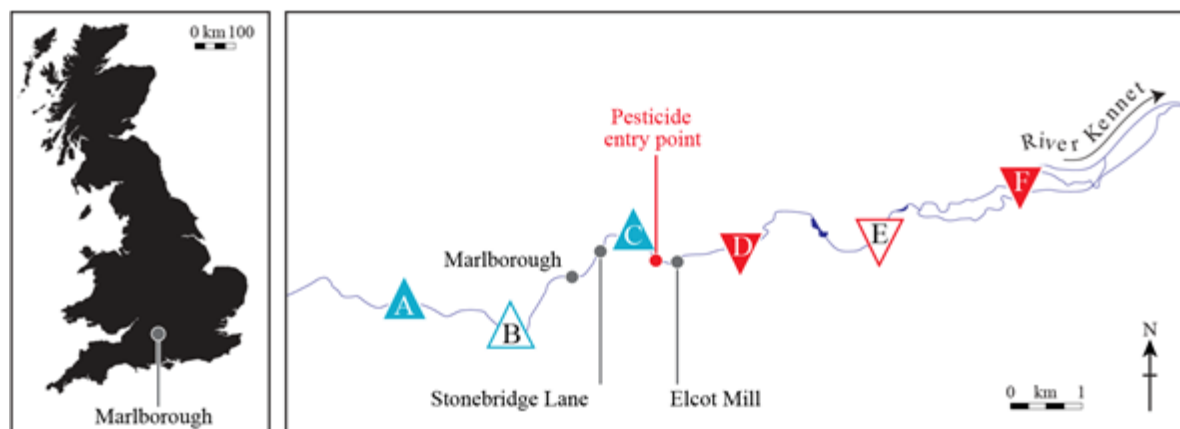 0 km 100
Marlborough
Pesticide
entry point
River Kennet
F
C
E
D
Marlborough
A
B
N
Stonebridge Lane
Elcot Mill
0 km 1